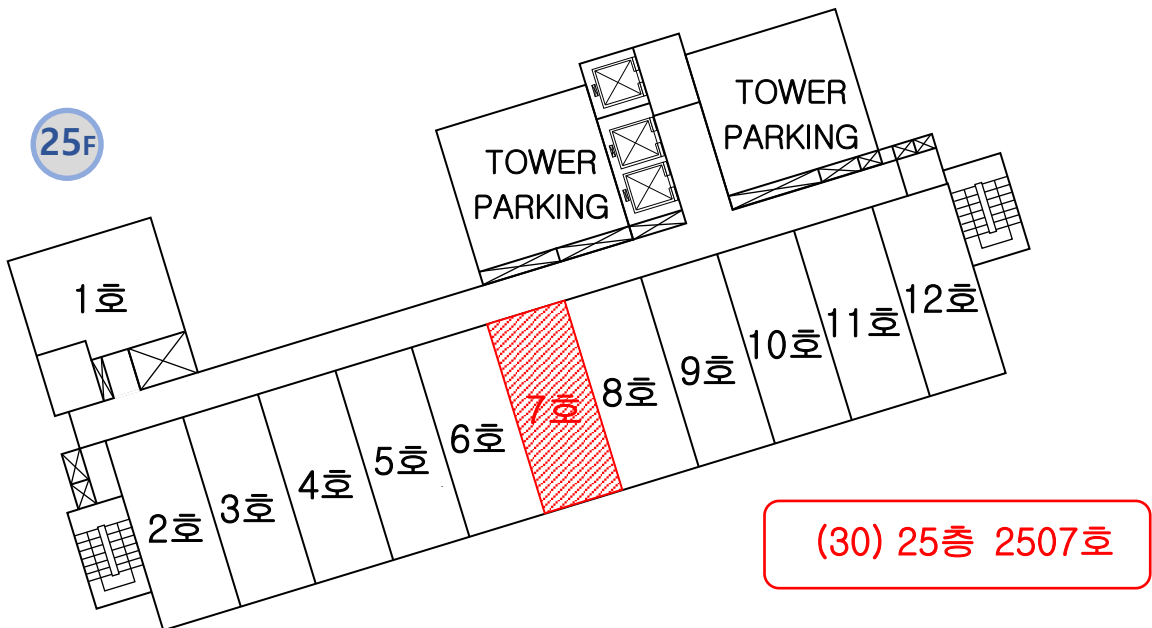 25F
TOWER
PARKING
TOWER
PARKING
1호
2호
3호
4호
5호
6호
7호
8호
9호
10호
11호
12호
(30) 25층 2507호